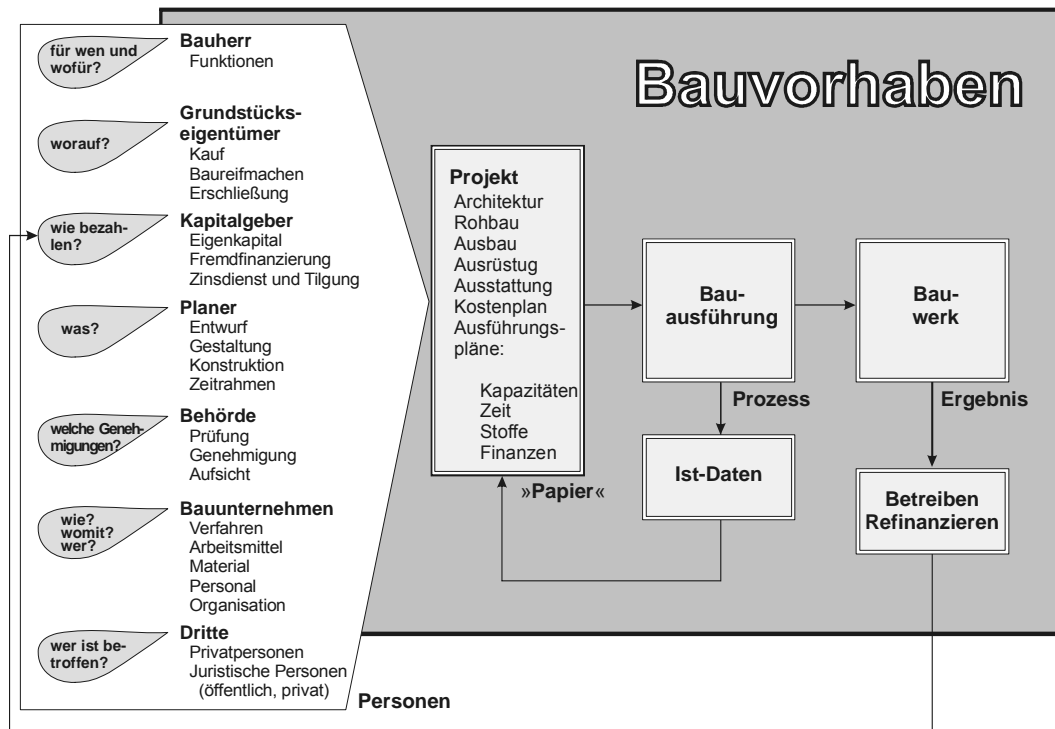 Bauvorhaben
für wen und
wofür?
Bauherr
Funktionen
worauf?
Grundstücks-
eigentümer
Kauf
Baureifmachen
Erschließung
wie bezah-
len?
Kapitalgeber
Eigenkapital
Fremdfinanzierung
Zinsdienst und Tilgung
was?
Planer
Entwurf
Gestaltung
Konstruktion
Zeitrahmen
welche Geneh-
migungen?
Behörde
Prüfung
Genehmigung
Aufsicht
wie?
womit?
wer?
Bauunternehmen
Verfahren
Arbeitsmittel
Material
Personal
Organisation
wer ist be-
troffen?
Dritte
Privatpersonen
Juristische Personen
(öffentlich, privat)
Personen
Projekt
Architektur
Rohbau
Ausbau
Ausrüstug
Ausstattung
Kostenplan
Ausführungs-
pläne:
Kapazitäten
Zeit
Stoffe
Finanzen
»Papier«
Bau-
ausführung
Prozess
Ist-Daten
Bau-
werk
Ergebnis
Betreiben
Refinanzieren